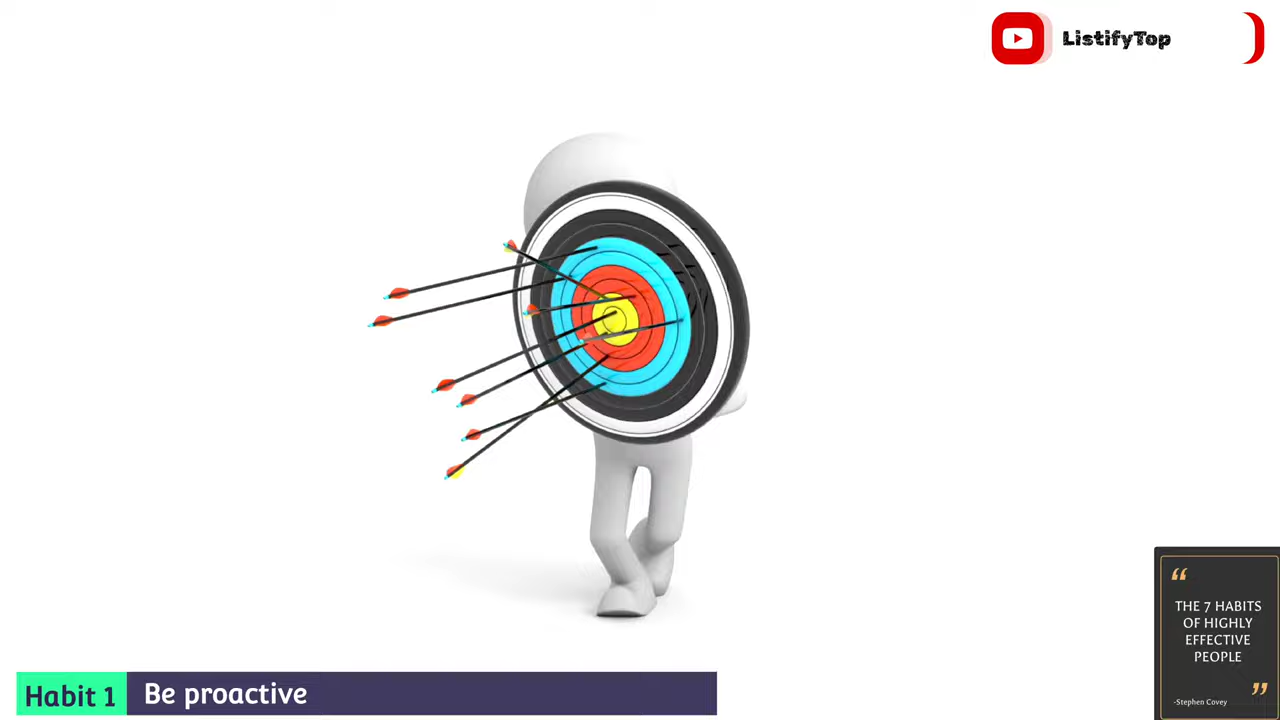 ListifyTop
“
THE 7 HABITS
OF HIGHLY
EFFECTIVE
PEOPLE
”
-Stephen Covey
Habit 1 Be proactive